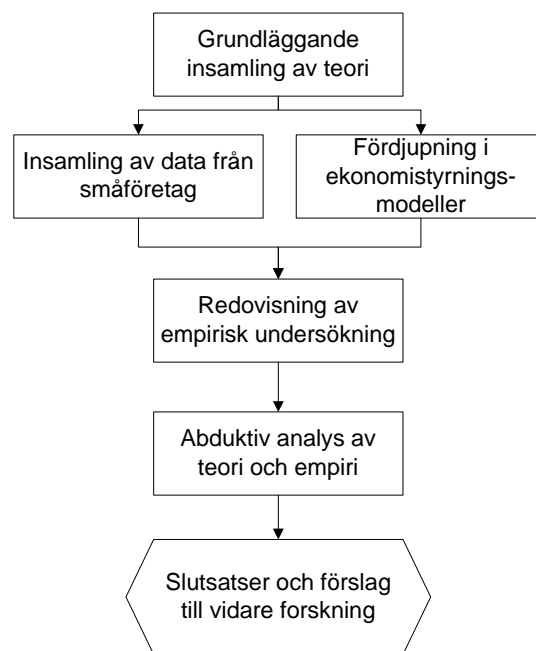 Grundläggande
insamling av teori
Insamling av data från
småföretag
Fördjupning i
ekonomistyrnings-
modeller
Redovisning av
empirisk undersökning
Abduktiv analys av
teori och empiri
Slutsatser och förslag
till vidare forskning